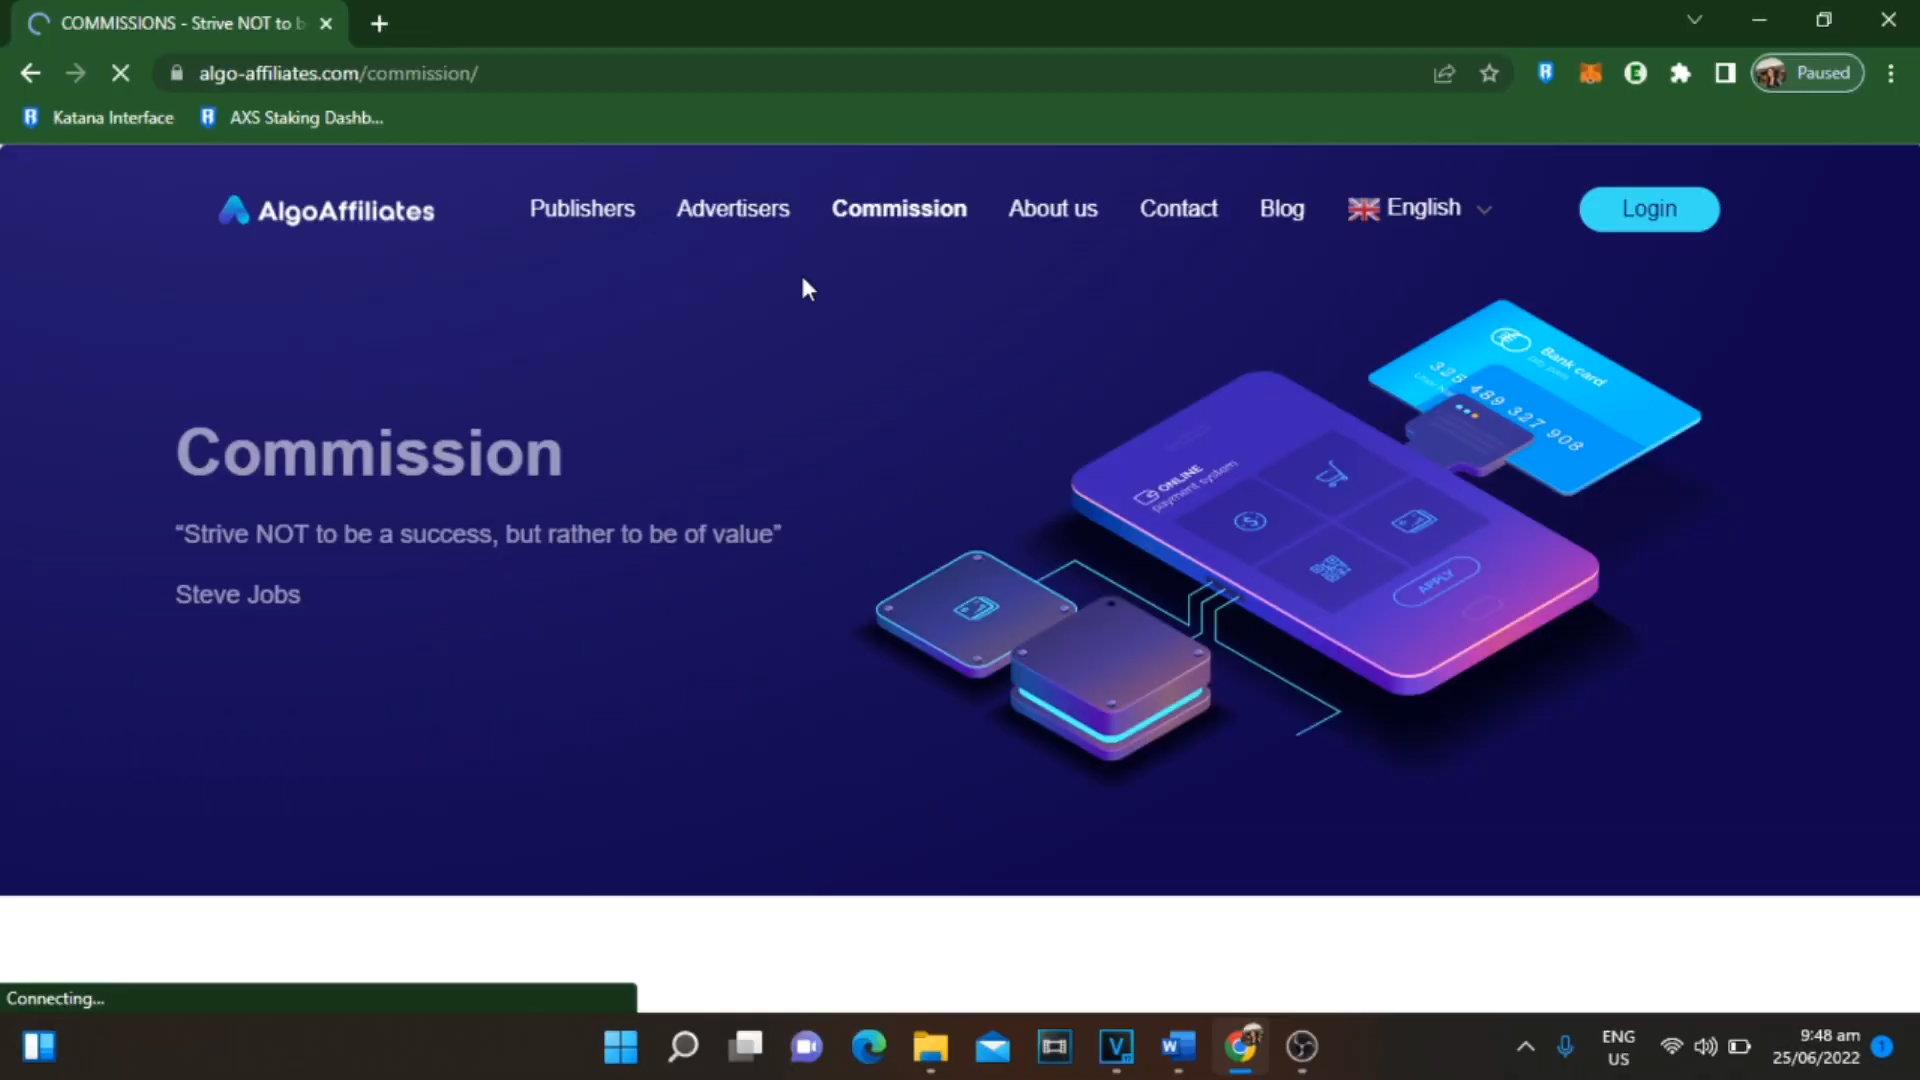 COMMISSIONS - Strive NOT to b
algo-affiliates.com/commission/
Paused
Katana Interface
AXS Staking Dashb...
AlgoAffiliates
Publishers
Advertisers
Commission
About us
Contact
Blog
English
Login
Bank card
325 489 327 908
ONLINE
payment system
APPLY
Commission
“Strive NOT to be a success, but rather to be of value”
Steve Jobs
Connecting...
ENG
US
9:48 am
25/06/2022
1